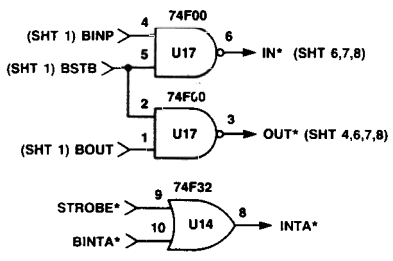 74F00
4
6
(SHT 1) BINP
U17
IN* (SHT 6,7,8)
5
(SHT 1) BSTB
74F00
2
3
U17
OUT* (SHT 4,6,7,8)
1
(SHT 1) BOUT
74F32
9
STROBE*
8
U14
INTA*
10
BINTA*